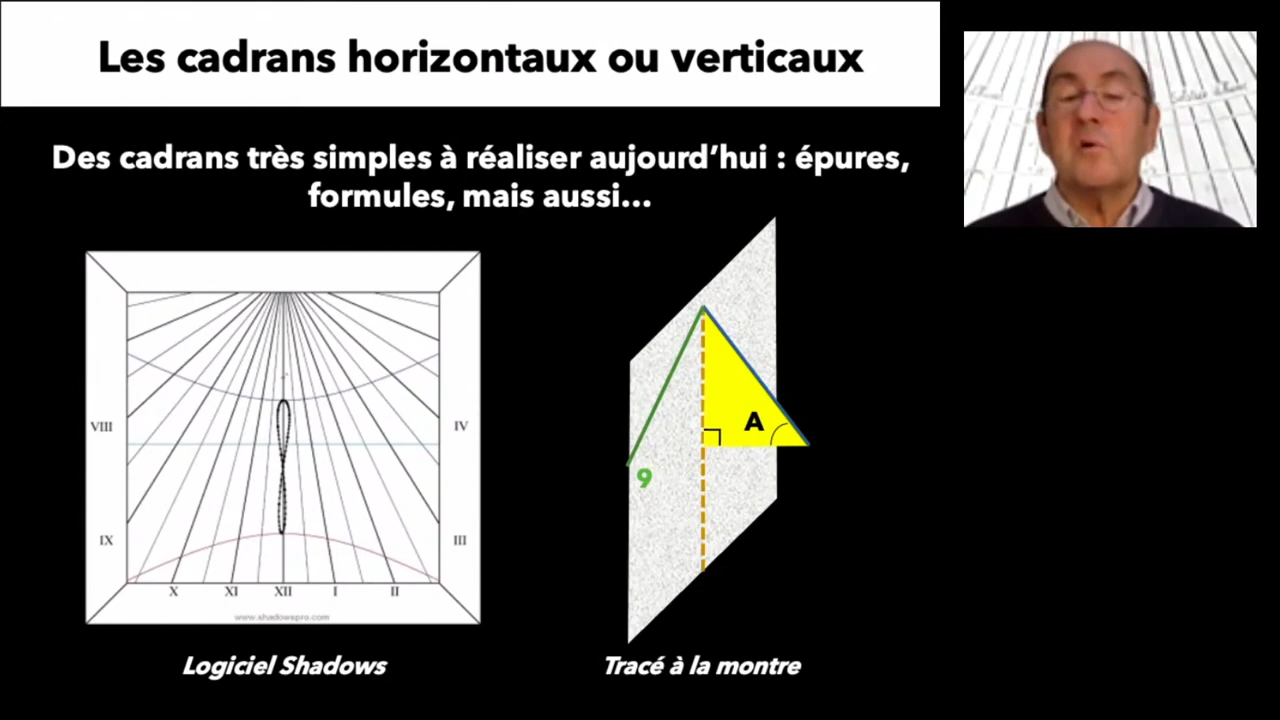 Les cadrans horizontaux ou verticaux
Des cadrans très simples à réaliser aujourd’hui : épures,
formules, mais aussi...
VIII
IV
IX
III
X
XI
XII
I
II
www.shadowspro.com
A
9
Logiciel Shadows
Tracé à la montre